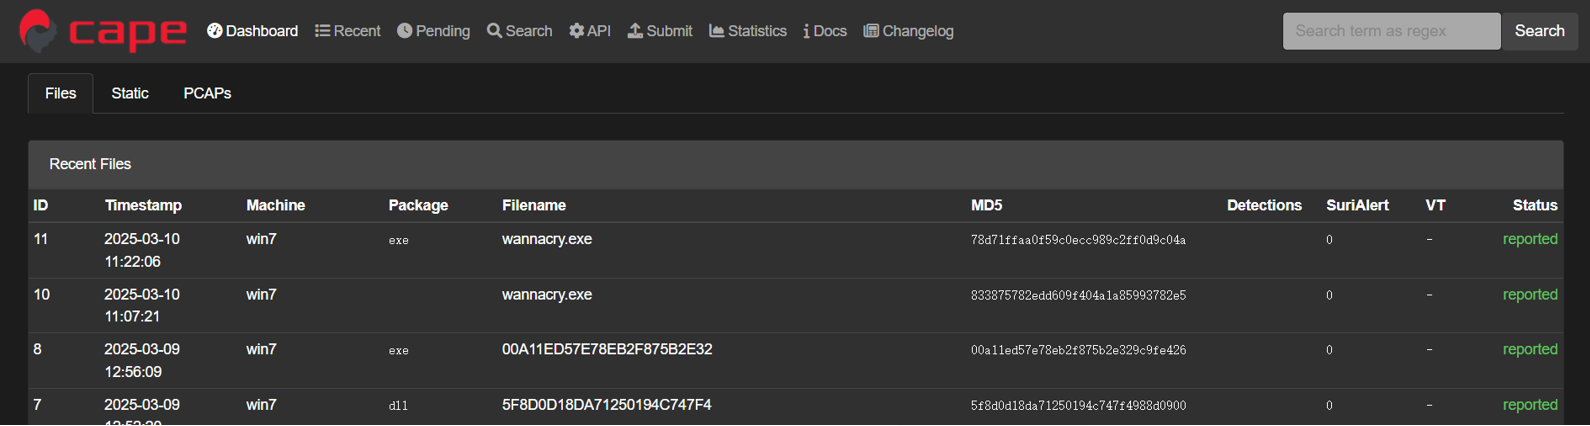 cape Dashboard Recent Pending Search API Submit Statistics Docs Changelog Search term as regex Search
Files Static PCAPs
Recent Files
ID Timestamp Machine Package Filename MD5 Detections SuriAlert VT Status
11 2025-03-10 win7 exe wannacry.exe 78d71ffaa0f59c0ecc989c2ff0d9c04a 0 - reported
11:22:06
10 2025-03-10 win7 wannacry.exe 833875782edd609f404a1a85993782e5 0 - reported
11:07:21
8 2025-03-09 win7 exe 00A11ED57E78EB2F875B2E32 00a11ed57e78eb2f875b2e329c9fe426 0 - reported
12:56:09
7 2025-03-09 win7 dll 5F8D0D18DA71250194C747F4 5f8d0d18da71250194c747f4988d0900 0 - reported